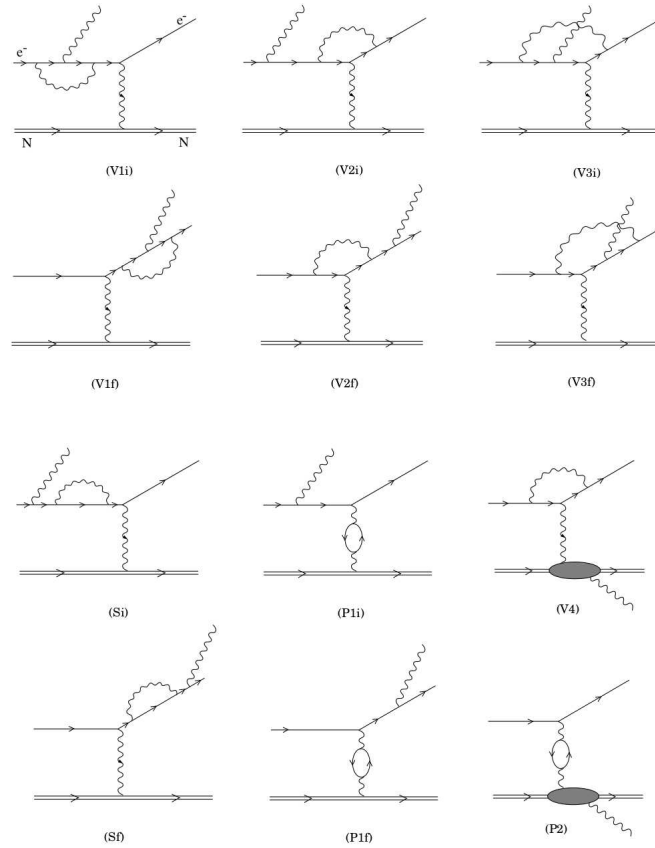 e⁻
e⁻
N
N
(V1i)
(V2i)
(V3i)
(V1f)
(V2f)
(V3f)
(Si)
(P1i)
(V4)
(Sf)
(P1f)
(P2)